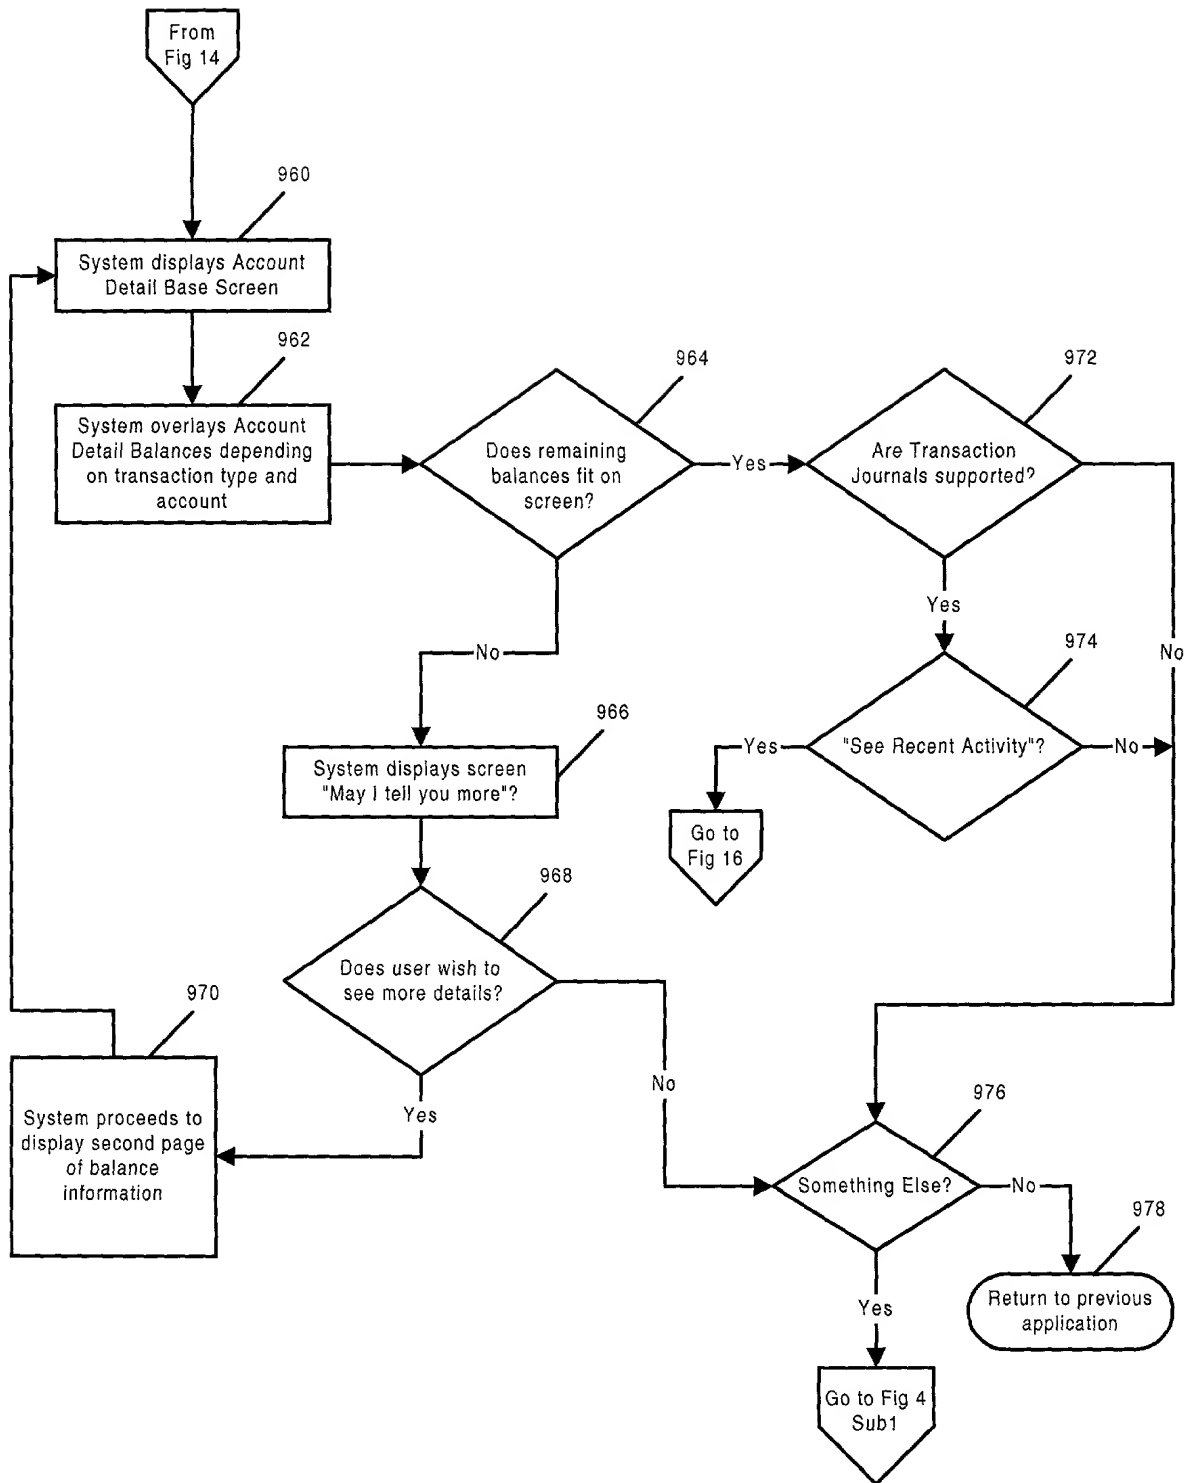 From
Fig 14
960
System displays Account
Detail Base Screen
962
System overlays Account
Detail Balances depending
on transaction type and
account
964
Does remaining
balances fit on
screen?
Yes
972
Are Transaction
Journals supported?
Yes
No
No
974
"See Recent Activity"?
Yes
No
Go to
Fig 16
966
System displays screen
"May I tell you more"?
968
Does user wish to
see more details?
970
System proceeds to
display second page
of balance
information
Yes
No
976
Something Else?
No
978
Return to previous
application
Yes
Go to Fig 4
Sub1